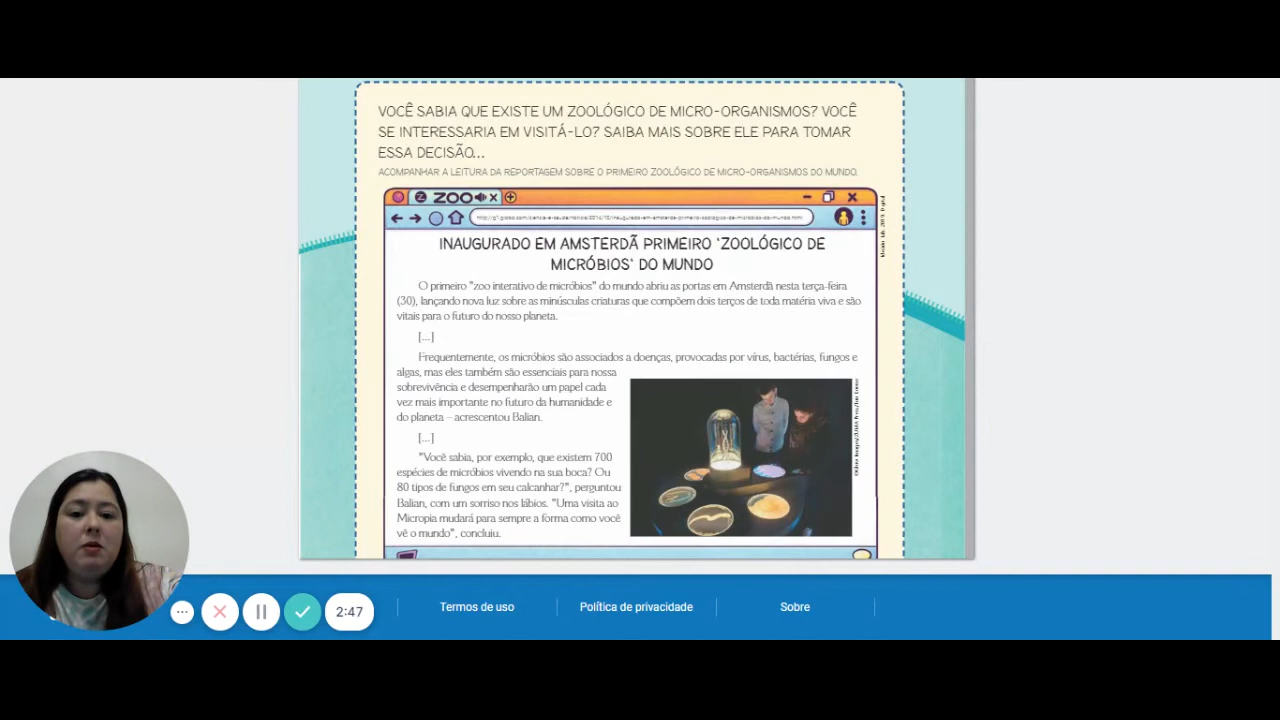 VOCÊ SABIA QUE EXISTE UM ZOOLÓGICO DE MICRO-ORGANISMOS? VOCÊ
SE INTERESSARIA EM VISITÁ-LO? SAIBA MAIS SOBRE ELE PARA TOMAR
ESSA DECISÃO...
ACOMPANHAR A LEITURA DA REPORTAGEM SOBRE O PRIMEIRO ZOOLÓGICO DE MICRO-ORGANISMOS DO MUNDO.
ZOO
INAUGURADO EM AMSTERDÃ PRIMEIRO 'ZOOLÓGICO DE
MICRÓBIOS' DO MUNDO
O primeiro "zoo interativo de micróbios" do mundo abriu as portas em Amsterdã nesta terça-feira
(30), lançando nova luz sobre as minúsculas criaturas que compõem dois terços de toda matéria viva e são
vitais para o futuro do nosso planeta.
[...]
Frequentemente, os micróbios são associados a doenças, provocadas por vírus, bactérias, fungos e
algas, mas eles também são essenciais para nossa
sobrevivência e desempenharão um papel cada
vez mais importante no futuro da humanidade e
do planeta – acrescentou Balian.
[...]
"Você sabia, por exemplo, que existem 700
espécies de micróbios vivendo na sua boca? Ou
80 tipos de fungos em seu calcanhar?", perguntou
Balian, com um sorriso nos lábios. "Uma visita ao
Micropia mudará para sempre a forma como você
vê o mundo", concluiu.
2:47
Termos de uso
Política de privacidade
Sobre